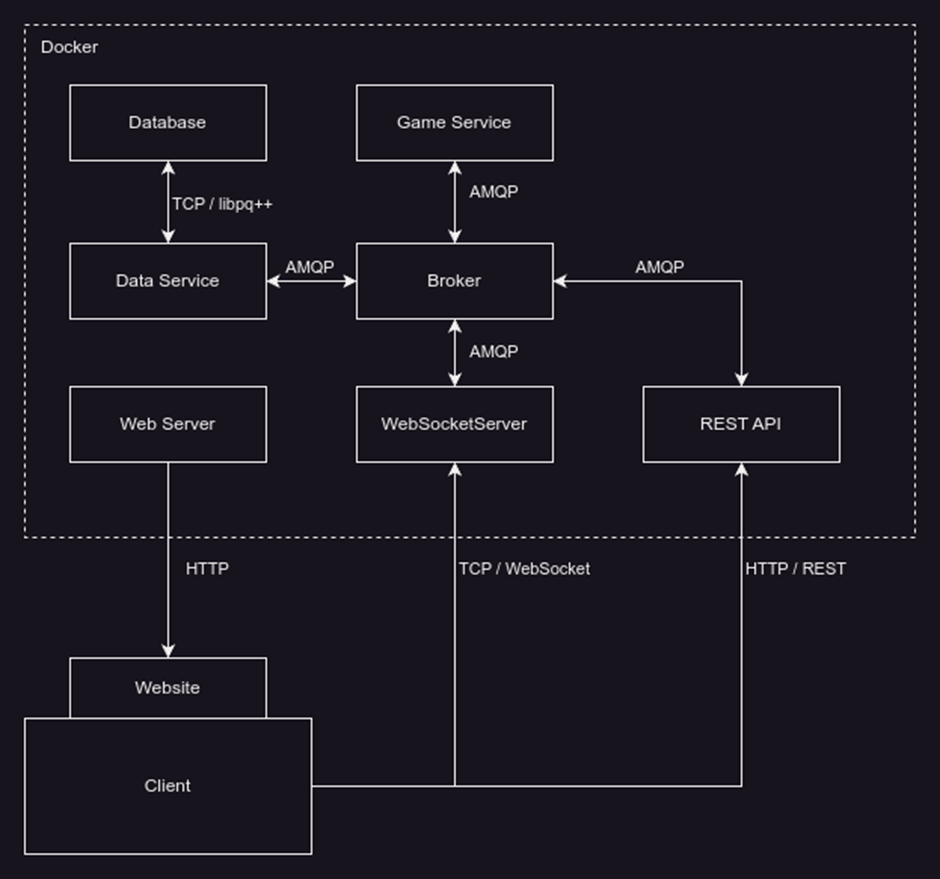 Docker
Database
Game Service
TCP / libpq++
AMQP
Data Service
AMQP
Broker
AMQP
AMQP
Web Server
WebSocketServer
REST API
HTTP
TCP / WebSocket
HTTP / REST
Website
Client